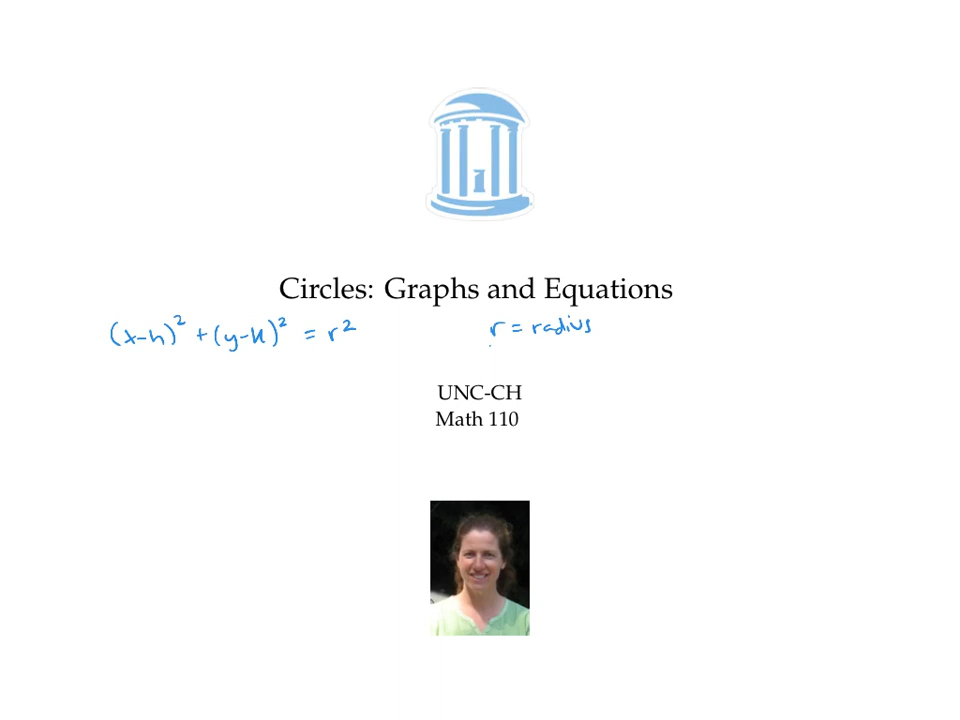 Circles: Graphs and Equations
(x-h)² + (y-k)² = r² r = radius
UNC-CH
Math 110